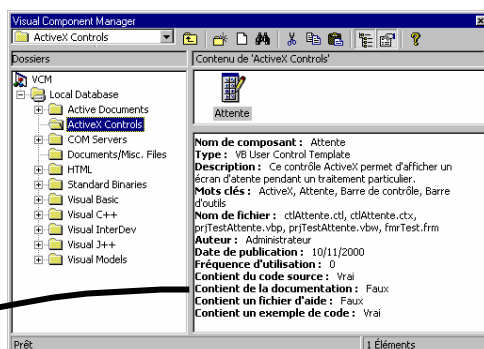 Visual Component Manager
ActiveX Controls
Dossiers
Contenu de 'ActiveX Controls'
VCM
Local Database
Active Documents
ActiveX Controls
COM Servers
Documents/Misc. Files
HTML
Standard Binaries
Visual Basic
Visual C++
Visual InterDev
Visual J++
Visual Models
Attente
Nom de composant : Attente
Type : VB User Control Template
Description : Ce contrôle ActiveX permet d'afficher un
écran d'atente pendant un traitement particulier.
Mots clés : ActiveX, Attente, Barre de contrôle, Barre
d'outils
Nom de fichier : ctlAttente.ctl, ctlAttente.ctx,
prjTestAttente.vbp, prjTestAttente.vbw, fmrTest.frm
Auteur : Administrateur
Date de publication : 10/11/2000
Fréquence d'utilisation : 0
Contient du code source : Vrai
Contient de la documentation : Faux
Contient un fichier d'aide : Faux
Contient un exemple de code : Vrai
Prêt
1 Éléments